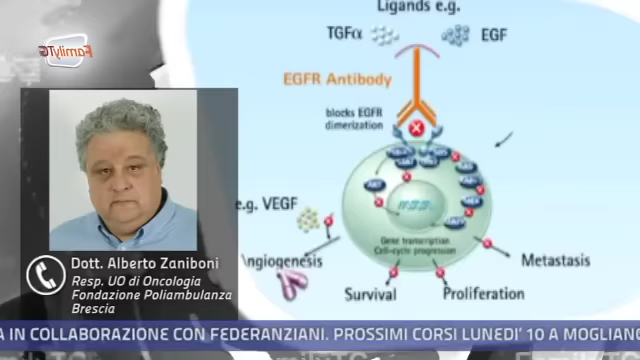 Ligands e.g.
TGFα
EGF
EGFR Antibody
blocks EGFR
dimerization
e.g. VEGF
Gene transcription
Cell-cycle progression
Angiogenesis
Metastasis
Survival
Proliferation
FamilyTG
Dott. Alberto Zaniboni
Resp. UO di Oncologia
Fondazione Poliambulanza
Brescia
A IN COLLABORAZIONE CON FEDERANZIANI. PROSSIMI CORSI LUNEDI' 10 A MOGLIANO